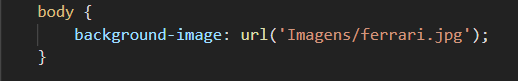 body {
background-image: url('Imagens/ferrari.jpg');
}